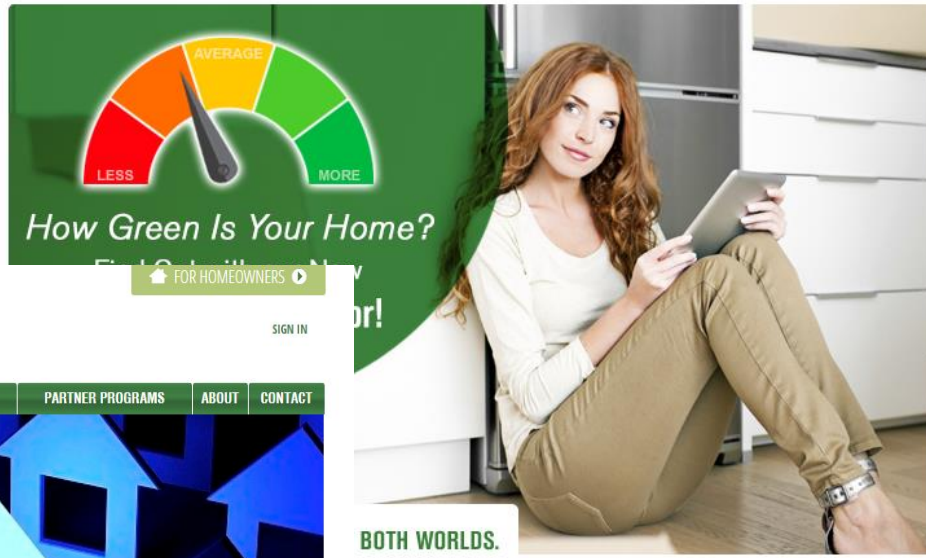 AVERAGE
LESS
MORE
How Green Is Your Home?
FOR HOMEOWNERS
SIGN IN
PARTNER PROGRAMS
ABOUT
CONTACT
BOTH WORLDS.